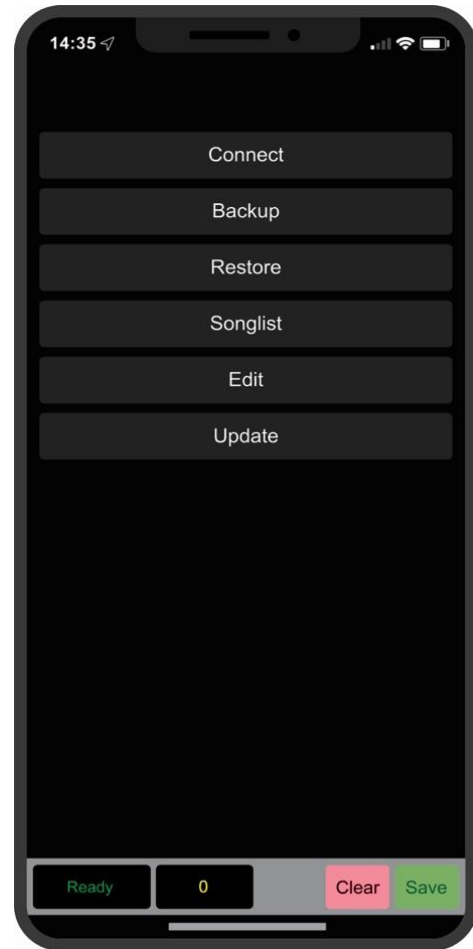 14:35
Connect
Backup
Restore
Songlist
Edit
Update
Ready 0 Clear Save